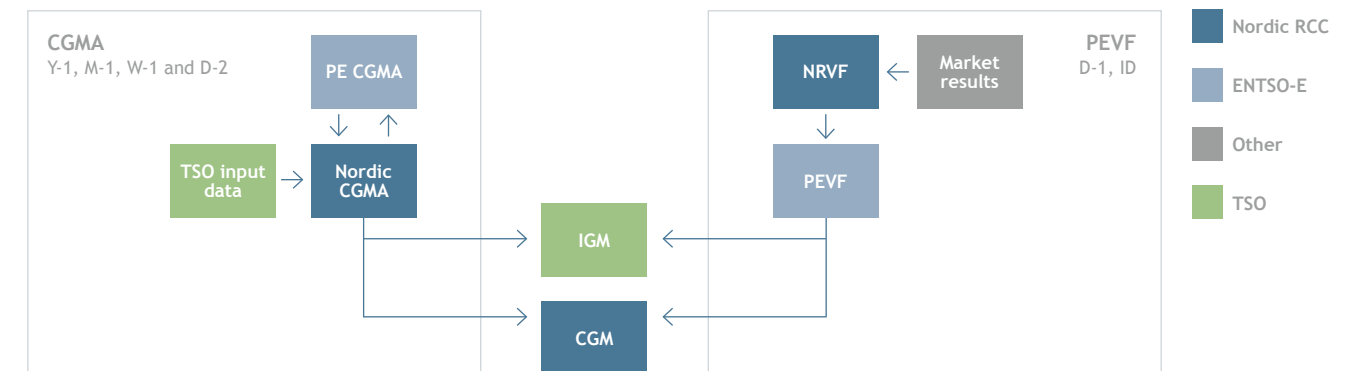 CGMA
Y-1, M-1, W-1 and D-2
PE CGMA
TSO input
data
Nordic
CGMA
IGM
CGM
NRVF
Market
results
PEVF
PEVF
D-1, ID
Nordic RCC
ENTSO-E
Other
TSO